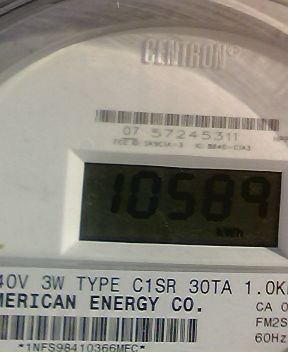 CENTRON®
07 57245311
10589
kWh
40V 3W TYPE C1SR 30TA 1.0K
MERICAN ENERGY CO.
CA 0
FM2S
60Hz
*1NFS98410366MEC*